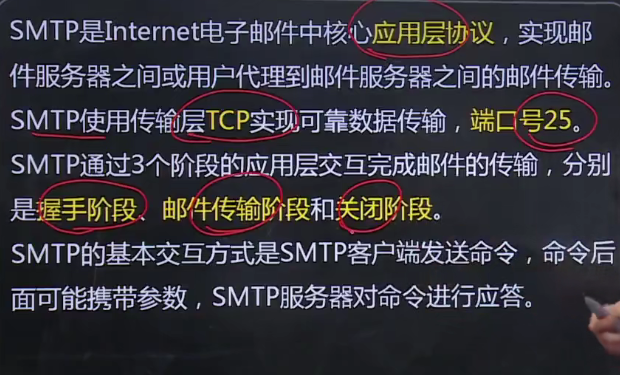 SMTP是Internet电子邮件中核心应用层协议，实现邮
件服务器之间或用户代理到邮件服务器之间的邮件传输。
SMTP使用传输层TCP实现可靠数据传输，端口号25。
SMTP通过3个阶段的应用层交互完成邮件的传输，分别
是握手阶段、邮件传输阶段和关闭阶段。
SMTP的基本交互方式是SMTP客户端发送命令，命令后
面可能携带参数，SMTP服务器对命令进行应答。